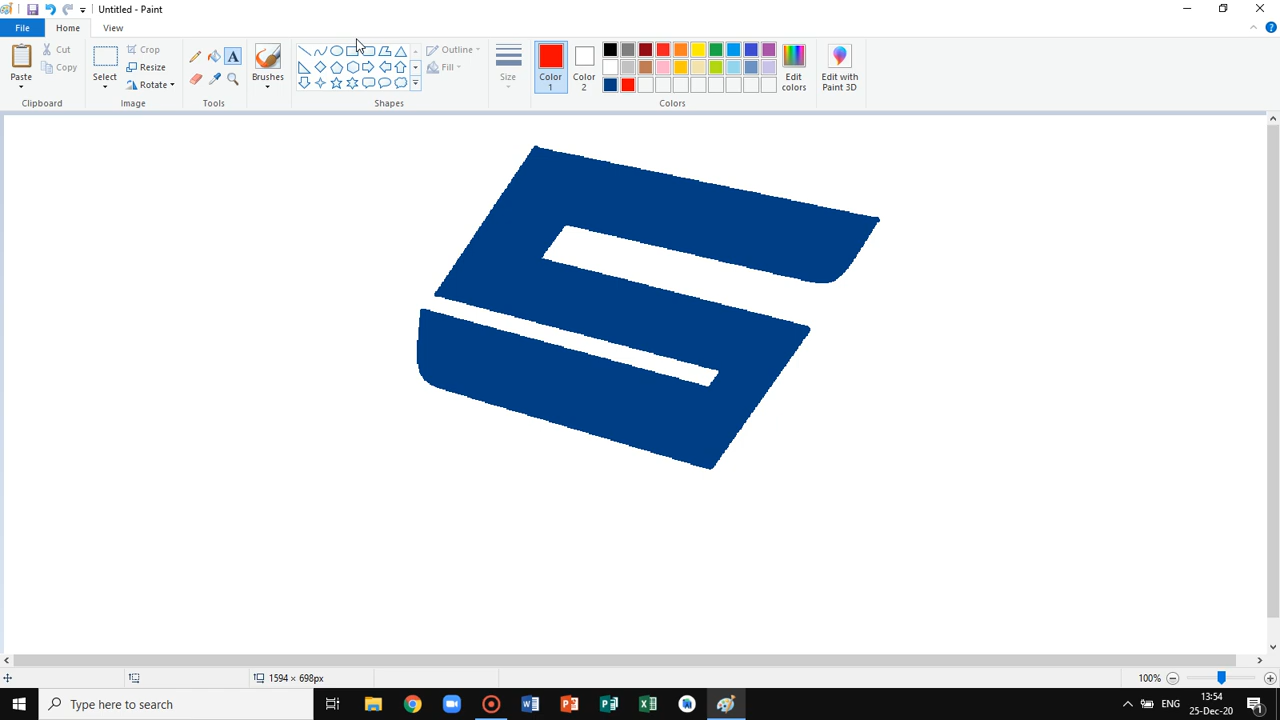 Untitled - Paint
File Home View
Paste
Cut
Copy
Clipboard
Select
Crop
Resize
Rotate
Image
A
Tools
Brushes
Shapes
Outline
Fill
Size
Color
1
Color
2
Colors
Edit
colors
Edit with
Paint 3D
1594 × 698px
100%
Type here to search
ENG
13:54
25-Dec-20